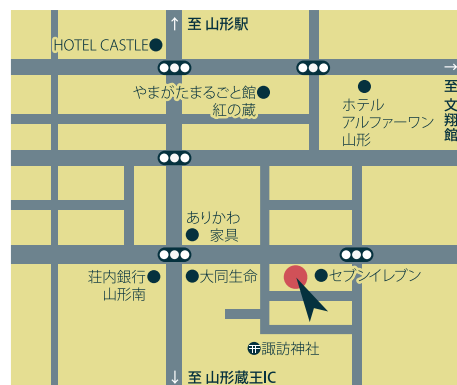 ↑ 至 山形駅
HOTEL CASTLE
→
至 文翔館
やまがたまるごと館
紅の蔵
ホテル
アルファーワン
山形
ありかわ
家具
荘内銀行
山形南
大同生命
セブンイレブン
諏訪神社
↓ 至 山形蔵王IC